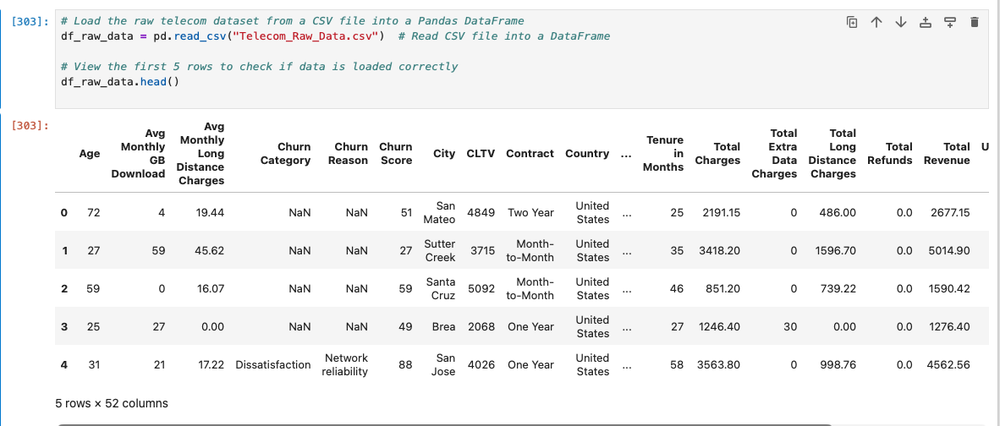 [303]: # Load the raw telecom dataset from a CSV file into a Pandas DataFrame
df_raw_data = pd.read_csv("Telecom_Raw_Data.csv")  # Read CSV file into a DataFrame
# View the first 5 rows to check if data is loaded correctly
df_raw_data.head()
[303]:
Age Avg Monthly GB Download Avg Monthly Long Distance Charges Churn Category Churn Reason Churn Score City CLTV Contract Country ... Tenure in Months Total Charges Total Extra Data Charges Total Long Distance Charges Total Refunds Total Revenue U
0 72 4 19.44 NaN NaN 51 San Mateo 4849 Two Year United States ... 25 2191.15 0 486.00 0.0 2677.15
1 27 59 45.62 NaN NaN 27 Sutter Creek 3715 Month-to-Month United States ... 35 3418.20 0 1596.70 0.0 5014.90
2 59 0 16.07 NaN NaN 59 Santa Cruz 5092 Month-to-Month United States ... 46 851.20 0 739.22 0.0 1590.42
3 25 27 0.00 NaN NaN 49 Brea 2068 One Year United States ... 27 1246.40 30 0.00 0.0 1276.40
4 31 21 17.22 Dissatisfaction Network reliability 88 San Jose 4026 One Year United States ... 58 3563.80 0 998.76 0.0 4562.56
5 rows × 52 columns